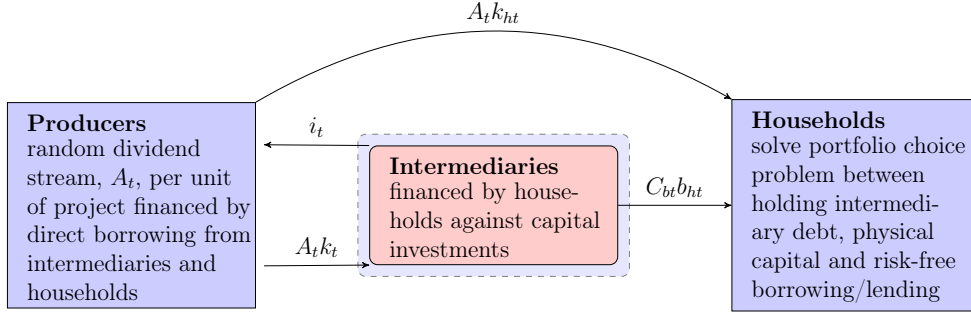 A_t k_{ht}
Producers
random dividend
stream, A_t, per unit
of project financed by
direct borrowing from
intermediaries and
households
i_t
A_t k_t
Intermediaries
financed by house-
holds against capital
investments
C_{bt} b_{ht}
Households
solve portfolio choice
problem between
holding intermedi-
ary debt, physical
capital and risk-free
borrowing/lending